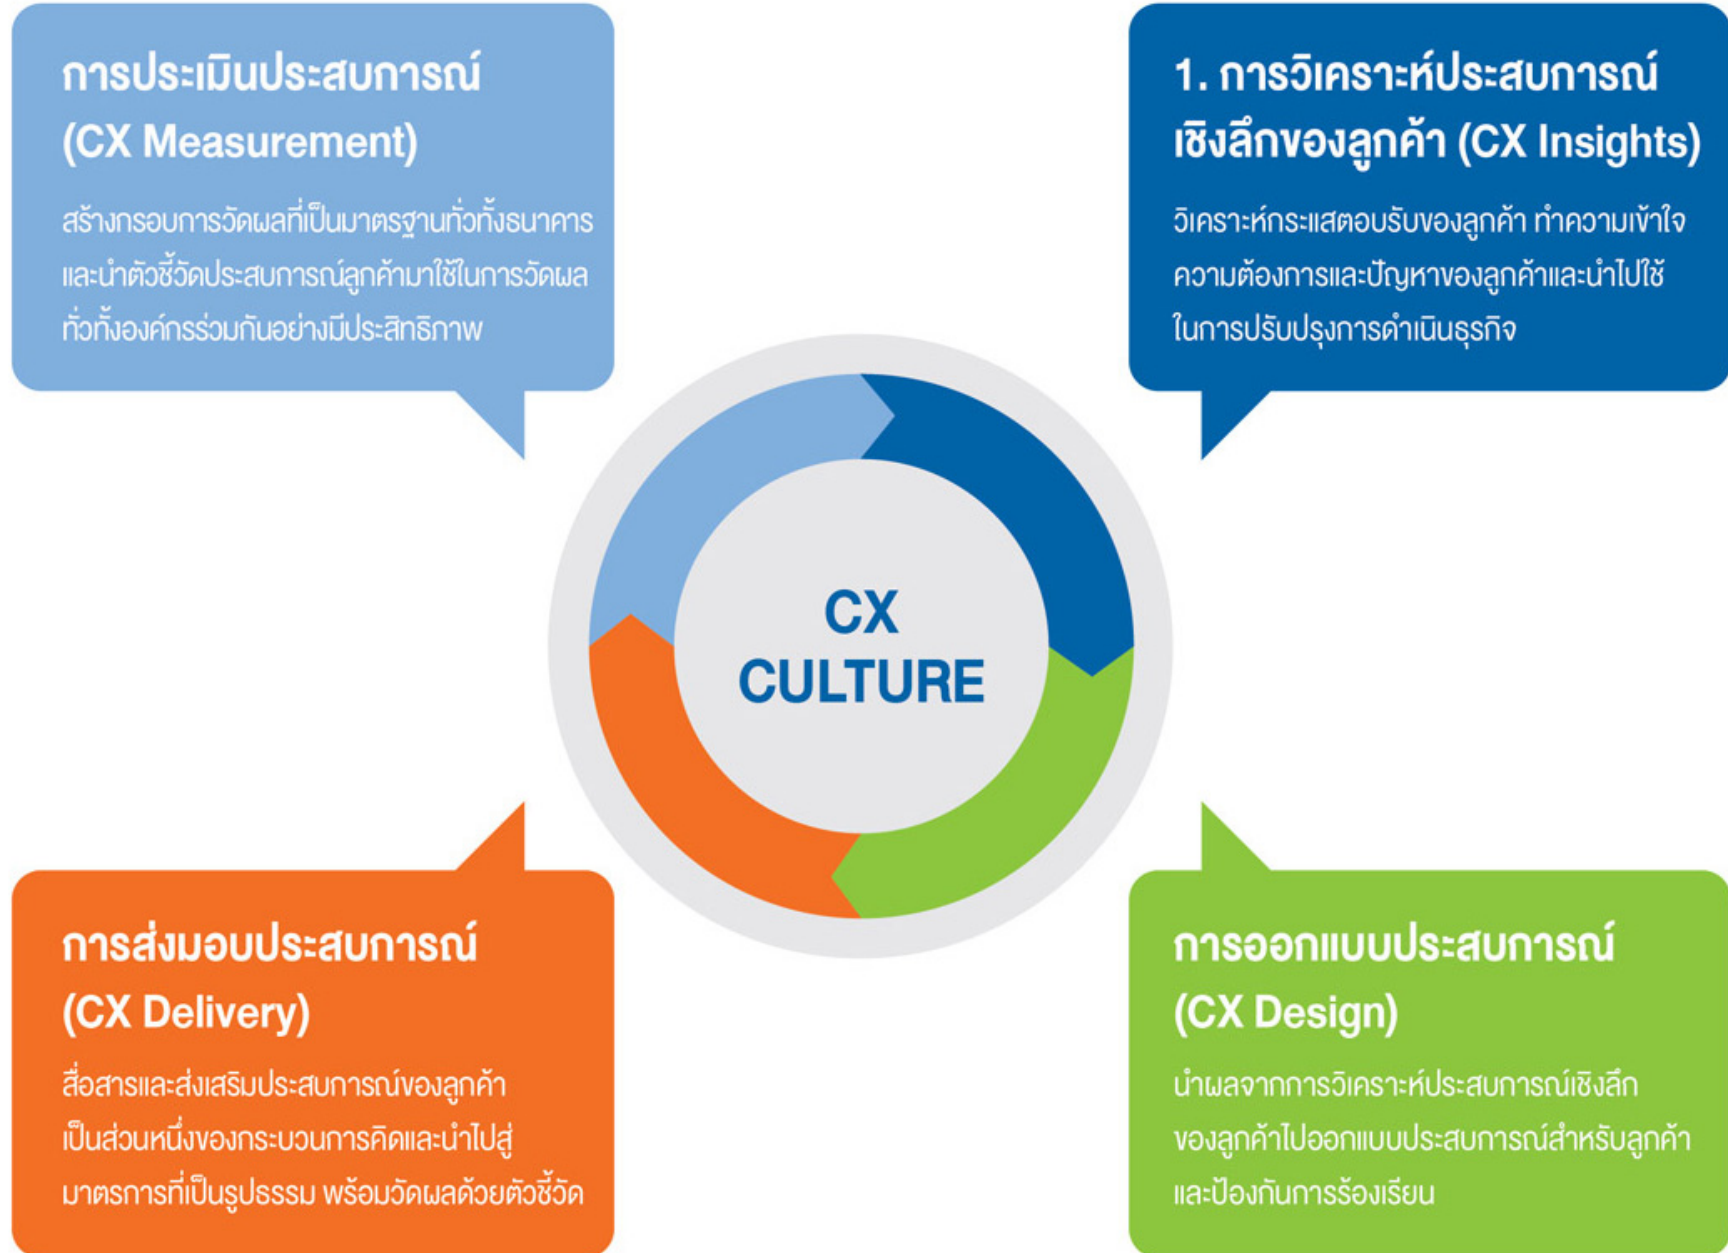 การประเมินประสบการณ์
(CX Measurement)
สร้างกรอบการวัดผลที่เป็นมาตรฐานทั่วทั้งธนาคาร
และนำตัวชี้วัดประสบการณ์ลูกค้ามาใช้ในการวัดผล
ทั่วทั้งองค์กรร่วมกันอย่างมีประสิทธิภาพ
1. การวิเคราะห์ประสบการณ์
เชิงลึกของลูกค้า (CX Insights)
วิเคราะห์กระแสตอบรับของลูกค้า ทำความเข้าใจ
ความต้องการและปัญหาของลูกค้าและนำไปใช้
ในการปรับปรุงการดำเนินธุรกิจ
CX
CULTURE
การส่งมอบประสบการณ์
(CX Delivery)
สื่อสารและส่งเสริมประสบการณ์ของลูกค้า
เป็นส่วนหนึ่งของกระบวนการคิดและนำไปสู่
มาตรการที่เป็นรูปธรรม พร้อมวัดผลด้วยตัวชี้วัด
การออกแบบประสบการณ์
(CX Design)
นำผลจากการวิเคราะห์ประสบการณ์เชิงลึก
ของลูกค้าไปออกแบบประสบการณ์สำหรับลูกค้า
และป้องกันการร้องเรียน